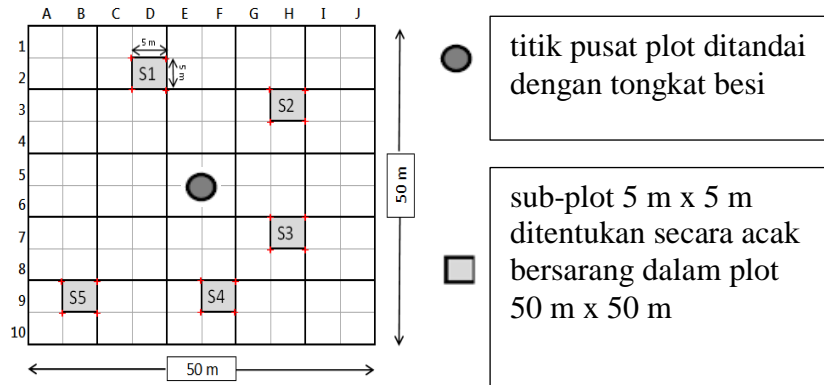 A B C D E F G H I J
1
5 m
2
S1
5 m
3
S2
4
5
6
50 m
7
S3
8
9
S5
S4
10
50 m
titik pusat plot ditandai
dengan tongkat besi
sub-plot 5 m x 5 m
ditentukan secara acak
bersarang dalam plot
50 m x 50 m